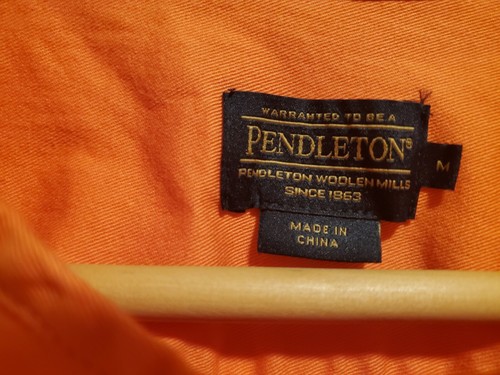 WARRANTED TO BE A
PENDLETON®
PENDLETON WOOLEN MILLS
SINCE 1863
M
MADE IN
CHINA